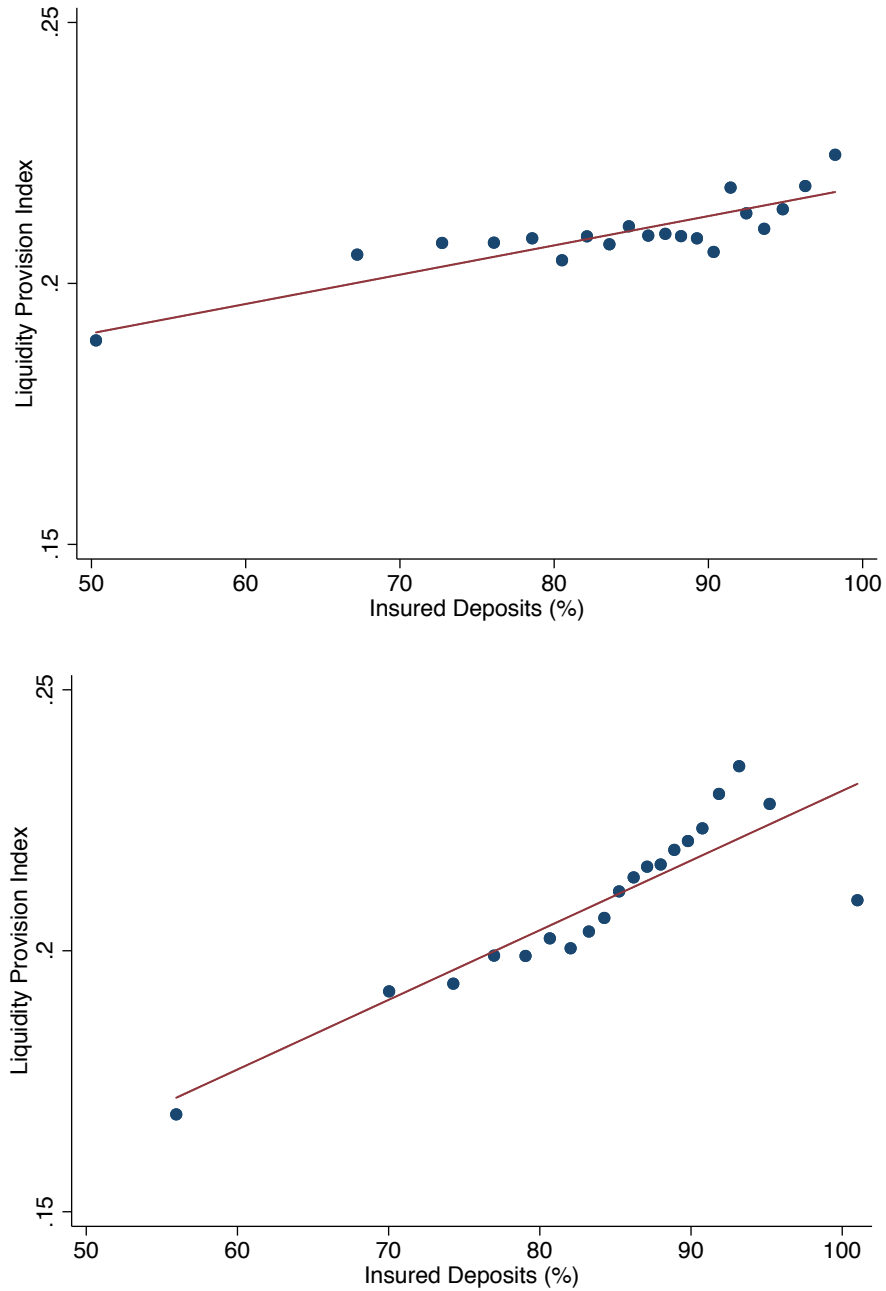 .25
.2
.15
Liquidity Provision Index
50 60 70 80 90 100
Insured Deposits (%)
.25
.2
.15
Liquidity Provision Index
50 60 70 80 90 100
Insured Deposits (%)